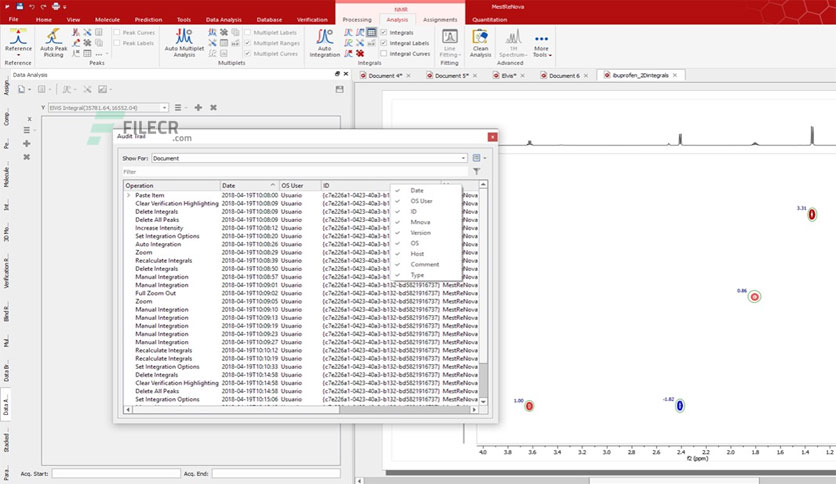 MestReNova
NMR
File Home Molecule Prediction Tools Data Analysis Database Verification Processing Analysis Assignments Quantitation
Reference
Auto Peak Picking
Peak Curves
Peak Labels
Auto Multiplet Analysis
Multiplet Labels
Multiplet Ranges
Multiplet Curves
Auto Integration
Integrals
Integral Labels
Integral Curves
Line Fitting
Clean Analysis
1H Spectrum
More Tools
Reference Peaks Multiplets Integrals Fitting Advanced
Data Analysis
Document 4* Document 5* Elvis* Document 6 ibuprofen_2Dintegrals
Y ENIS Integral(35781.64,16552.04)
FILECR
.com
Audit Trail
Show For: Document
Filter
Operation Date OS User ID
Paste Item 2018-04-19T10:08:00 Usuario {c7e226a1-0423-40a3-b1
Clear Verification Highlighting 2018-04-19T10:08:09 Usuario {c7e226a1-0423-40a3-b1
Delete Integrals 2018-04-19T10:08:09 Usuario {c7e226a1-0423-40a3-b1
Delete All Peaks 2018-04-19T10:08:09 Usuario {c7e226a1-0423-40a3-b1
Increase Intensity 2018-04-19T10:08:12 Usuario {c7e226a1-0423-40a3-b1
Set Integration Options 2018-04-19T10:08:20 Usuario {c7e226a1-0423-40a3-b1
Auto Integration 2018-04-19T10:08:26 Usuario {c7e226a1-0423-40a3-b1
Zoom 2018-04-19T10:08:29 Usuario {c7e226a1-0423-40a3-b1
Recalculate Integrals 2018-04-19T10:08:39 Usuario {c7e226a1-0423-40a3-b1
Delete Integrals 2018-04-19T10:08:50 Usuario {c7e226a1-0423-40a3-b1
Manual Integration 2018-04-19T10:08:57 Usuario {c7e226a1-0423-40a3-b1
Manual Integration 2018-04-19T10:09:01 Usuario {c7e226a1-0423-40a3-b132-bd5821916737} MestReNova
Full Zoom Out 2018-04-19T10:09:02 Usuario {c7e226a1-0423-40a3-b132-bd5821916737} MestReNova
Zoom 2018-04-19T10:09:05 Usuario {c7e226a1-0423-40a3-b132-bd5821916737} MestReNova
Manual Integration 2018-04-19T10:09:10 Usuario {c7e226a1-0423-40a3-b132-bd5821916737} MestReNova
Manual Integration 2018-04-19T10:09:13 Usuario {c7e226a1-0423-40a3-b132-bd5821916737} MestReNova
Manual Integration 2018-04-19T10:09:19 Usuario {c7e226a1-0423-40a3-b132-bd5821916737} MestReNova
Manual Integration 2018-04-19T10:09:23 Usuario {c7e226a1-0423-40a3-b132-bd5821916737} MestReNova
Manual Integration 2018-04-19T10:09:27 Usuario {c7e226a1-0423-40a3-b132-bd5821916737} MestReNova
Recalculate Integrals 2018-04-19T10:10:12 Usuario {c7e226a1-0423-40a3-b132-bd5821916737} MestReNova
Recalculate Integrals 2018-04-19T10:10:19 Usuario {c7e226a1-0423-40a3-b132-bd5821916737} MestReNova
Set Integration Options 2018-04-19T10:10:33 Usuario {c7e226a1-0423-40a3-b132-bd5821916737} MestReNova
Delete Integrals 2018-04-19T10:14:58 Usuario {c7e226a1-0423-40a3-b132-bd5821916737} MestReNova
Clear Verification Highlighting 2018-04-19T10:14:58 Usuario {c7e226a1-0423-40a3-b132-bd5821916737} MestReNova
Delete All Peaks 2018-04-19T10:14:58 Usuario {c7e226a1-0423-40a3-b132-bd5821916737} MestReNova
Set Integration Options 2018-04-19T10:15:06 Usuario {c7e226a1-0423-40a3-b132-bd5821916737} MestReNova
Date
OS User
ID
Mnova
Version
OS
Host
Comment
Type
3.31
0.86
1.00
-1.82
4.0 3.8 3.6 3.4 3.2 3.0 2.8 2.6 2.4 2.2 2.0 1.8 1.6 1.4 1.2
f2 (ppm)
Acq. Start: Acq. End: